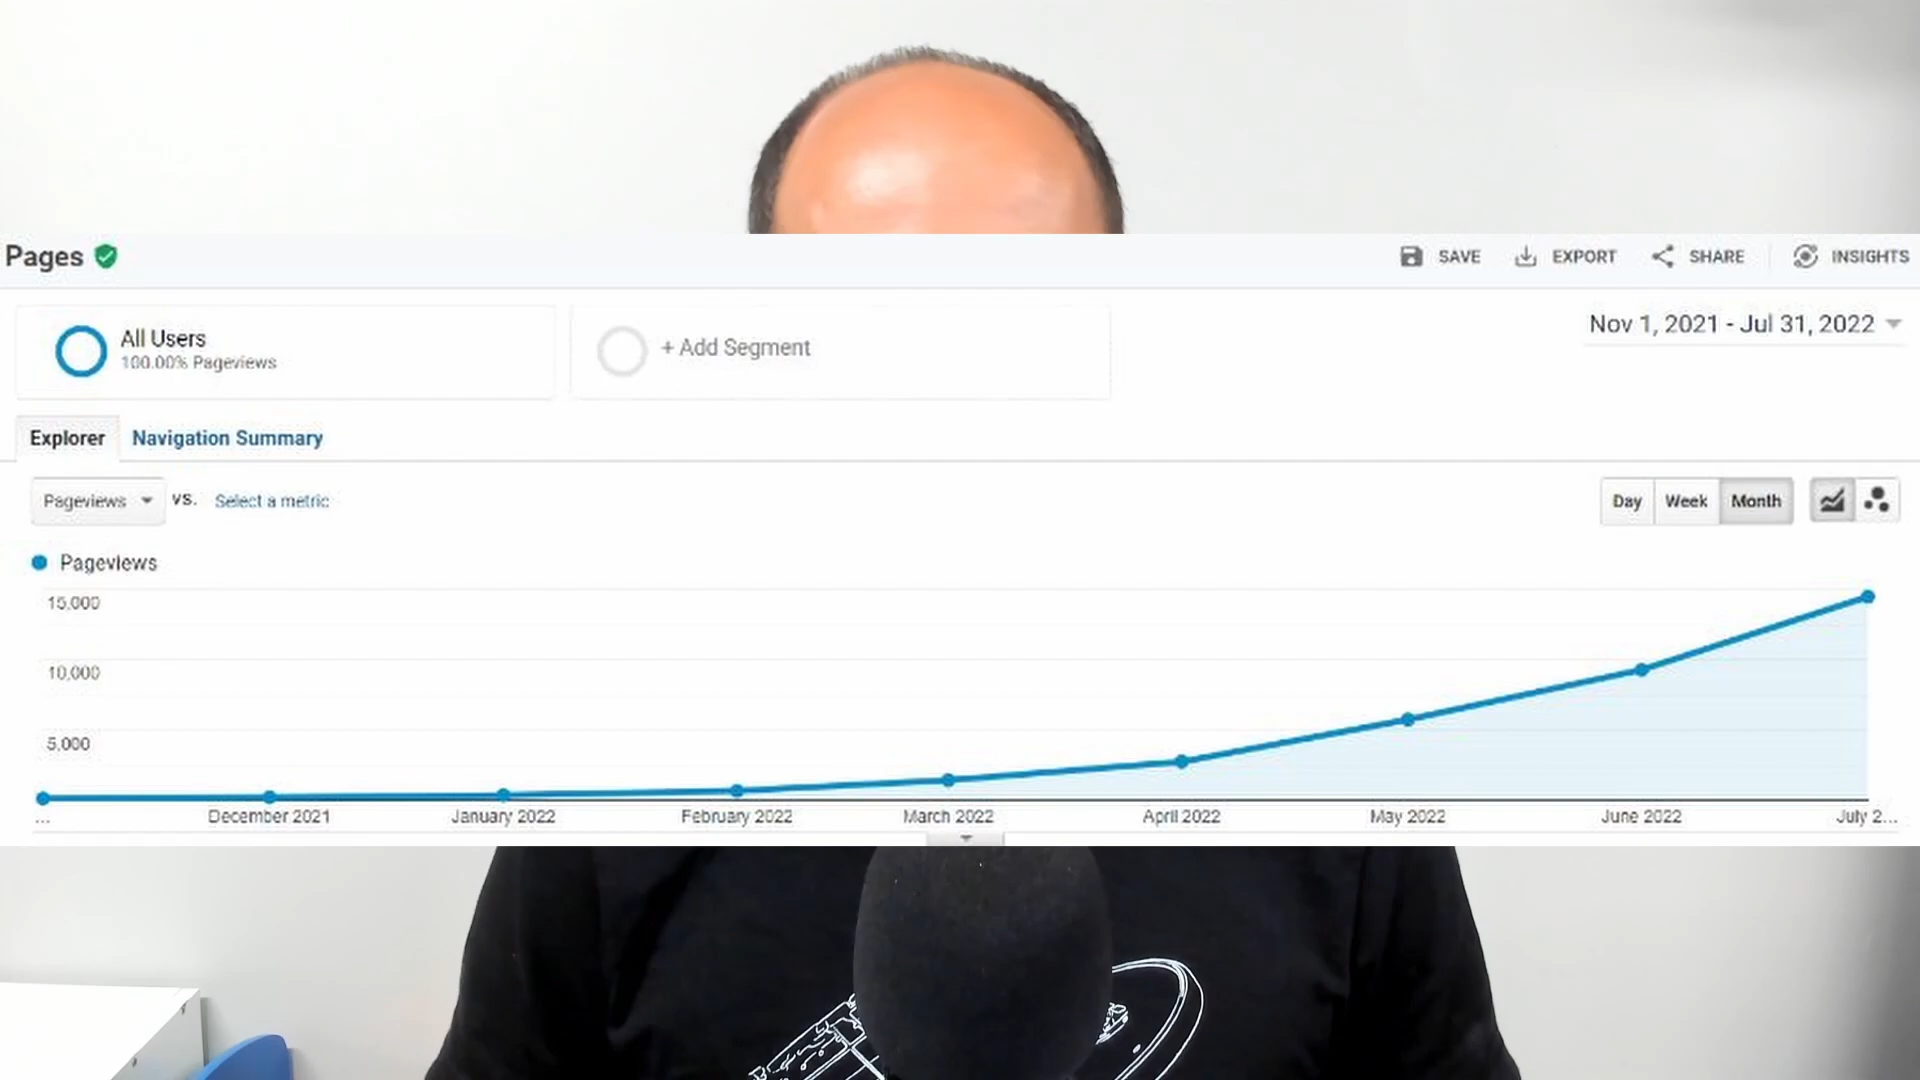 Pages
SAVE
EXPORT
SHARE
INSIGHTS
All Users
100.00% Pageviews
+ Add Segment
Nov 1, 2021 - Jul 31, 2022
Explorer
Navigation Summary
Pageviews
VS.
Select a metric
Day
Week
Month
Pageviews
15,000
10,000
5,000
...
December 2021
January 2022
February 2022
March 2022
April 2022
May 2022
June 2022
July 2...